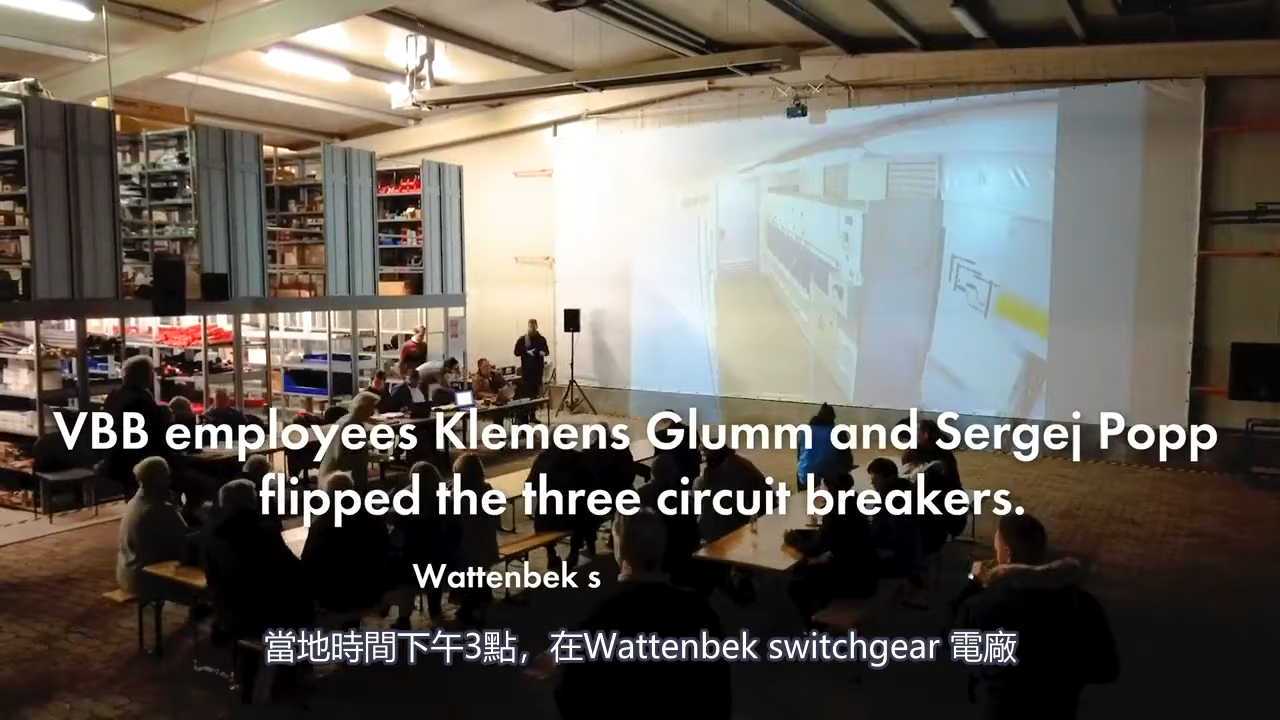 VBB employees Klemens Glumm and Sergej Popp
flipped the three circuit breakers.
Wattenbek s
當地時間下午3點，在Wattenbek switchgear 電廠